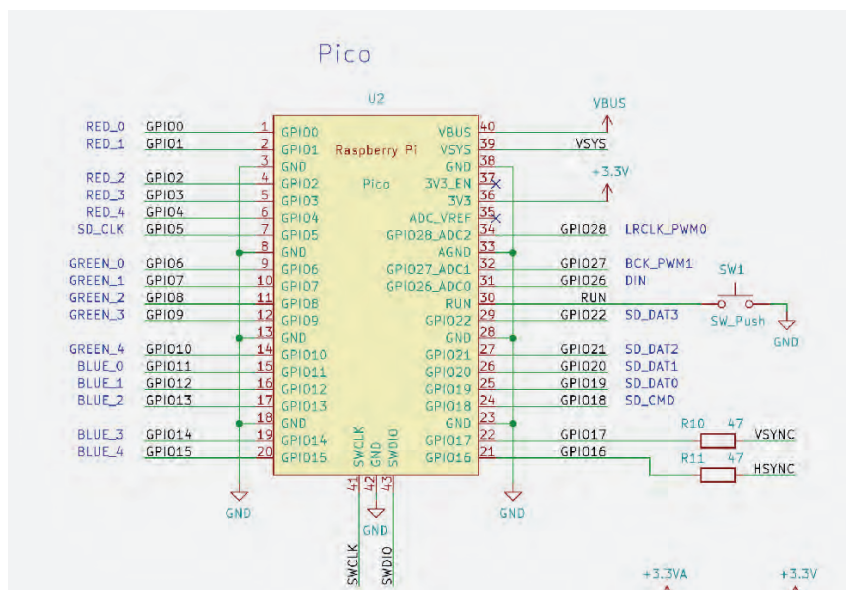 Pico
U2
VBUS
RED_0 GPIO0 1 GPIO0 VBUS 40
RED_1 GPIO1 2 GPIO1 Raspberry Pi VSYS 39 VSYS
3 GND GND 38
+3.3V
RED_2 GPIO2 4 GPIO2 Pico 3V3_EN 37
RED_3 GPIO3 5 GPIO3 3V3 36
RED_4 GPIO4 6 GPIO4 ADC_VREF 35
SD_CLK GPIO5 7 GPIO5 GPIO28_ADC2 34 GPIO28 LRCLK_PWM0
8 GND AGND 33
GREEN_0 GPIO6 9 GPIO6 GPIO27_ADC1 32 GPIO27 BCK_PWM1
SW1
GREEN_1 GPIO7 10 GPIO7 GPIO26_ADC0 31 GPIO26 DIN
GREEN_2 GPIO8 11 GPIO8 RUN 30 RUN
GREEN_3 GPIO9 12 GPIO9 GPIO22 29 GPIO22 SD_DAT3 SW_Push
13 GND GND 28
GND
GREEN_4 GPIO10 14 GPIO10 GPIO21 27 GPIO21 SD_DAT2
BLUE_0 GPIO11 15 GPIO11 GPIO20 26 GPIO20 SD_DAT1
BLUE_1 GPIO12 16 GPIO12 GPIO19 25 GPIO19 SD_DAT0
BLUE_2 GPIO13 17 GPIO13 GPIO18 24 GPIO18 SD_CMD
18 GND GND 23
R10 47
BLUE_3 GPIO14 19 GPIO14 GPIO17 22 GPIO17 VSYNC
BLUE_4 GPIO15 20 GPIO15 GPIO16 21 GPIO16 R11 47
HSYNC
SWCLK GND SWDIO
41 42 43
GND GND
GND
SWCLK SWDIO
+3.3VA +3.3V